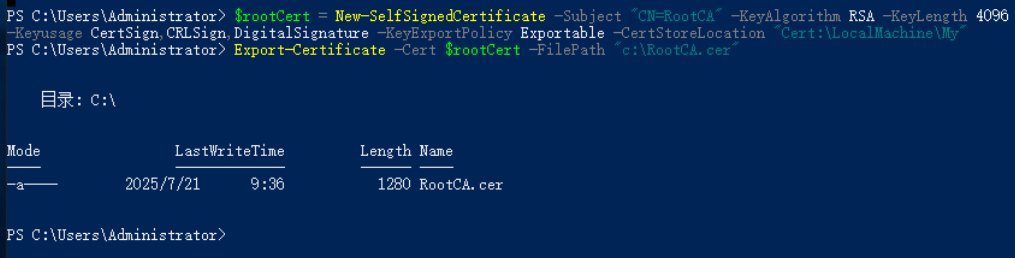 PS C:\Users\Administrator> $rootCert = New-SelfSignedCertificate -Subject "CN=RootCA" -KeyAlgorithm RSA -KeyLength 4096
-Keyusage CertSign,CRLSign,DigitalSignature -KeyExportPolicy Exportable -CertStoreLocation "Cert:\LocalMachine\My"
PS C:\Users\Administrator> Export-Certificate -Cert $rootCert -FilePath "c:\RootCA.cer"
目录: C:\
Mode LastWriteTime Length Name
---- ------------- ------ ----
-a---- 2025/7/21 9:36 1280 RootCA.cer
PS C:\Users\Administrator>